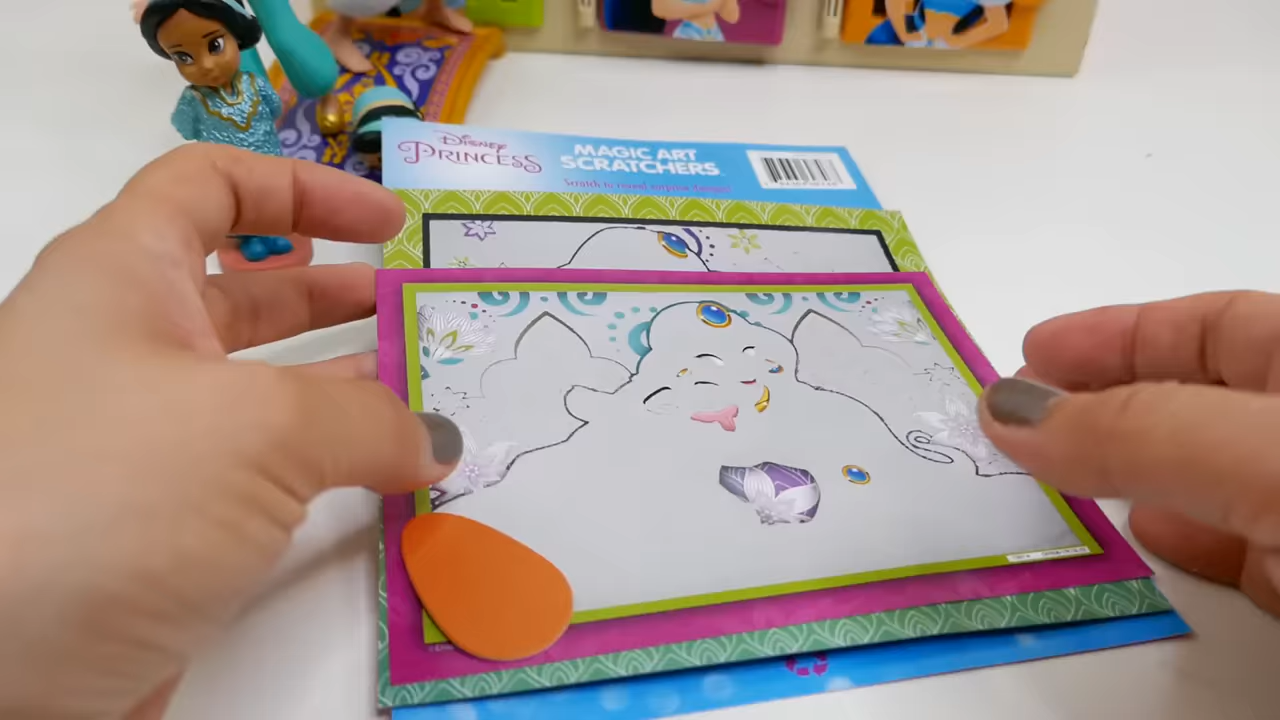 Disney
PRINCESS
MAGIC ART
SCRATCHERS
Scratch to reveal surprise designs!